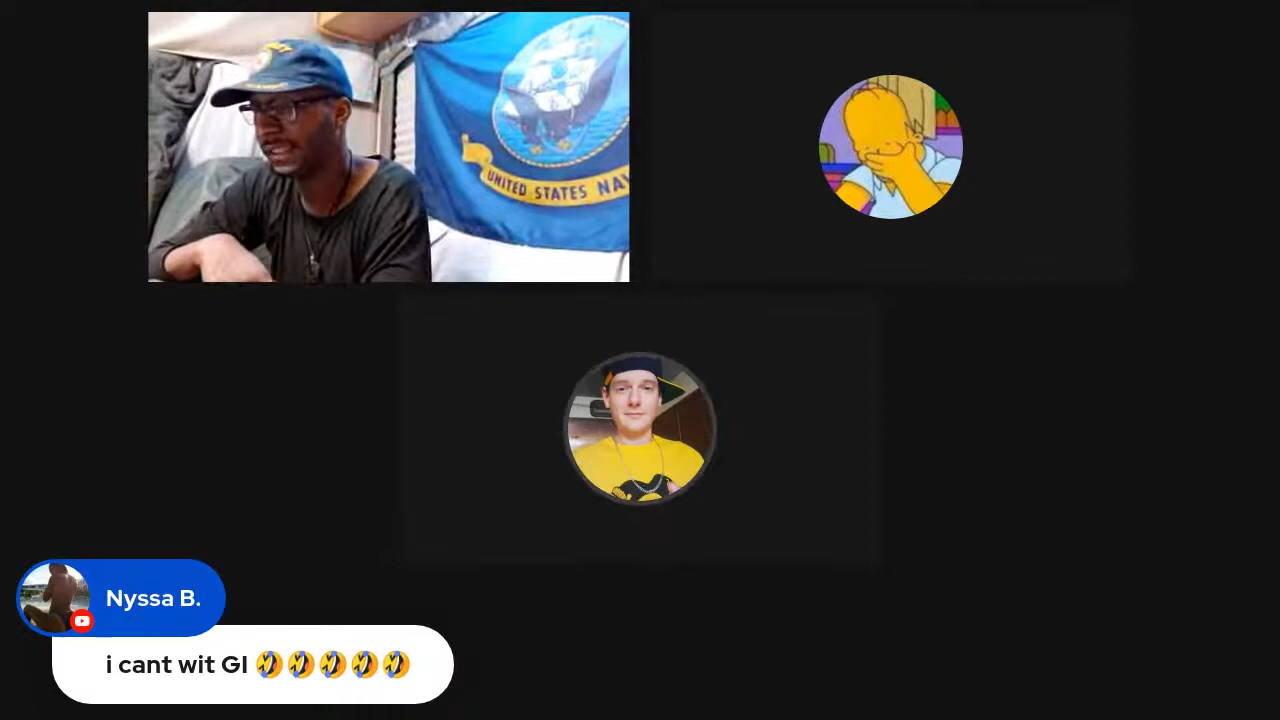 UNITED STATES NAV
Nyssa B.
i cant wit GI 🤣🤣🤣🤣🤣